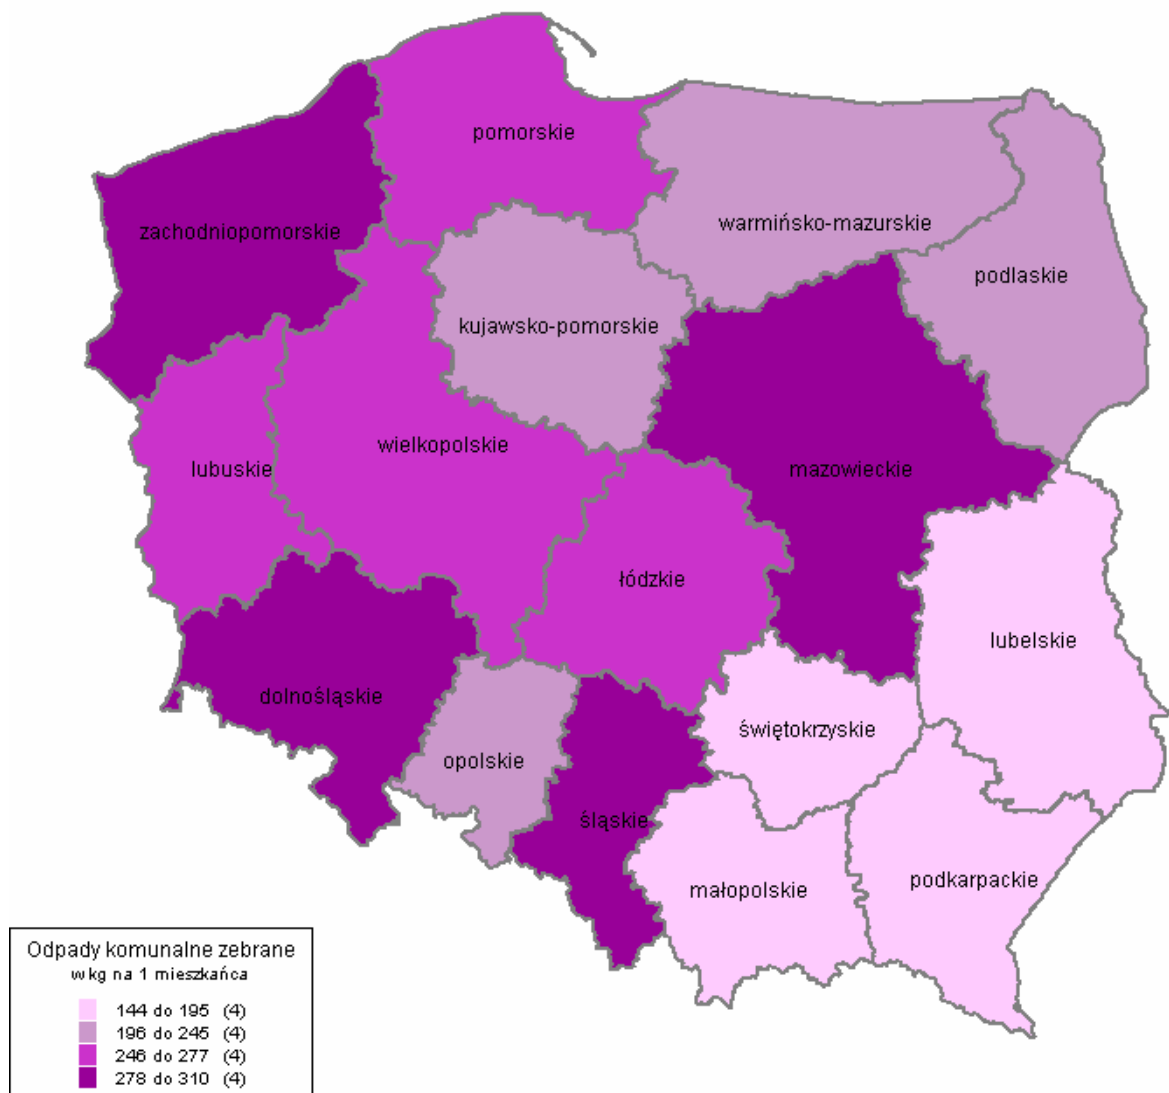 pomorskie
zachodniopomorskie
warmińsko-mazurskie
podlaskie
kujawsko-pomorskie
wielkopolskie
lubuskie
mazowieckie
łódzkie
lubelskie
dolnośląskie
świętokrzyskie
opolskie
śląskie
małopolskie
podkarpackie
Odpady komunalne zebrane
w kg na 1 mieszkańca
144 do 195 (4)
196 do 245 (4)
246 do 277 (4)
278 do 310 (4)